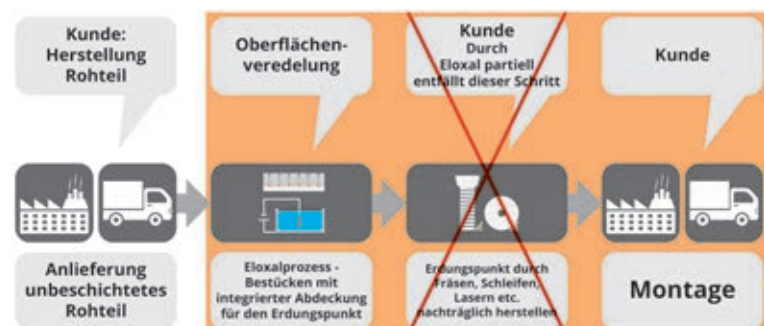 Kunde:
Herstellung
Rohteil
Oberflächen-
veredelung
Kunde
Durch
Eloxal partiell
entfällt dieser Schritt
Kunde
Anlieferung
unbeschichtetes
Rohteil
Eloxalprozess -
Bestücken mit
integrierter Abdeckung
für den Erdungspunkt
Erdungspunkt durch
Fräsen, Schleifen,
Lasern etc.
nachträglich herstellen
Montage